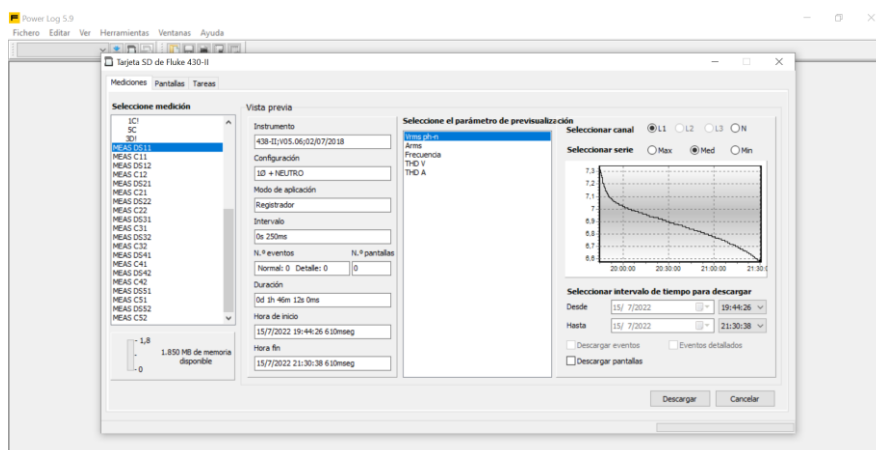 Power Log 5.9
Fichero Editar Ver Herramientas Ventanas Ayuda
Tarjeta SD de Fluke 430-II
Mediciones Pantallas Tareas
Seleccione medición
1C!
5C
3D!
MEAS DS11
MEAS C11
MEAS DS12
MEAS C12
MEAS DS21
MEAS C21
MEAS DS22
MEAS C22
MEAS DS31
MEAS C31
MEAS DS32
MEAS C32
MEAS DS41
MEAS C41
MEAS DS42
MEAS C42
MEAS DS51
MEAS C51
MEAS DS52
MEAS C52
1,8
0
1.850 MB de memoria
disponible
Vista previa
Instrumento
438-II;V05.06;02/07/2018
Configuración
1Ø + NEUTRO
Modo de aplicación
Registrador
Intervalo
0s 250ms
N.º eventos N.º pantallas
Normal: 0 Detalle: 0 0
Duración
0d 1h 46m 12s 0ms
Hora de inicio
15/7/2022 19:44:26 610mseg
Hora fin
15/7/2022 21:30:38 610mseg
Seleccione el parámetro de previsualización
Vrms ph-n
Arms
Frecuencia
THD V
THD A
Seleccionar canal L1 L2 L3 N
Seleccionar serie Max Med Min
7,3
7,2
7,1
7
6,9
6,8
6,7
6,6
20:00:00 20:30:00 21:00:00 21:30:0
Seleccionar intervalo de tiempo para descargar
Desde 15/ 7/2022 19:44:26
Hasta 15/ 7/2022 21:30:38
Descargar eventos Eventos detallados
Descargar pantallas
Descargar Cancelar